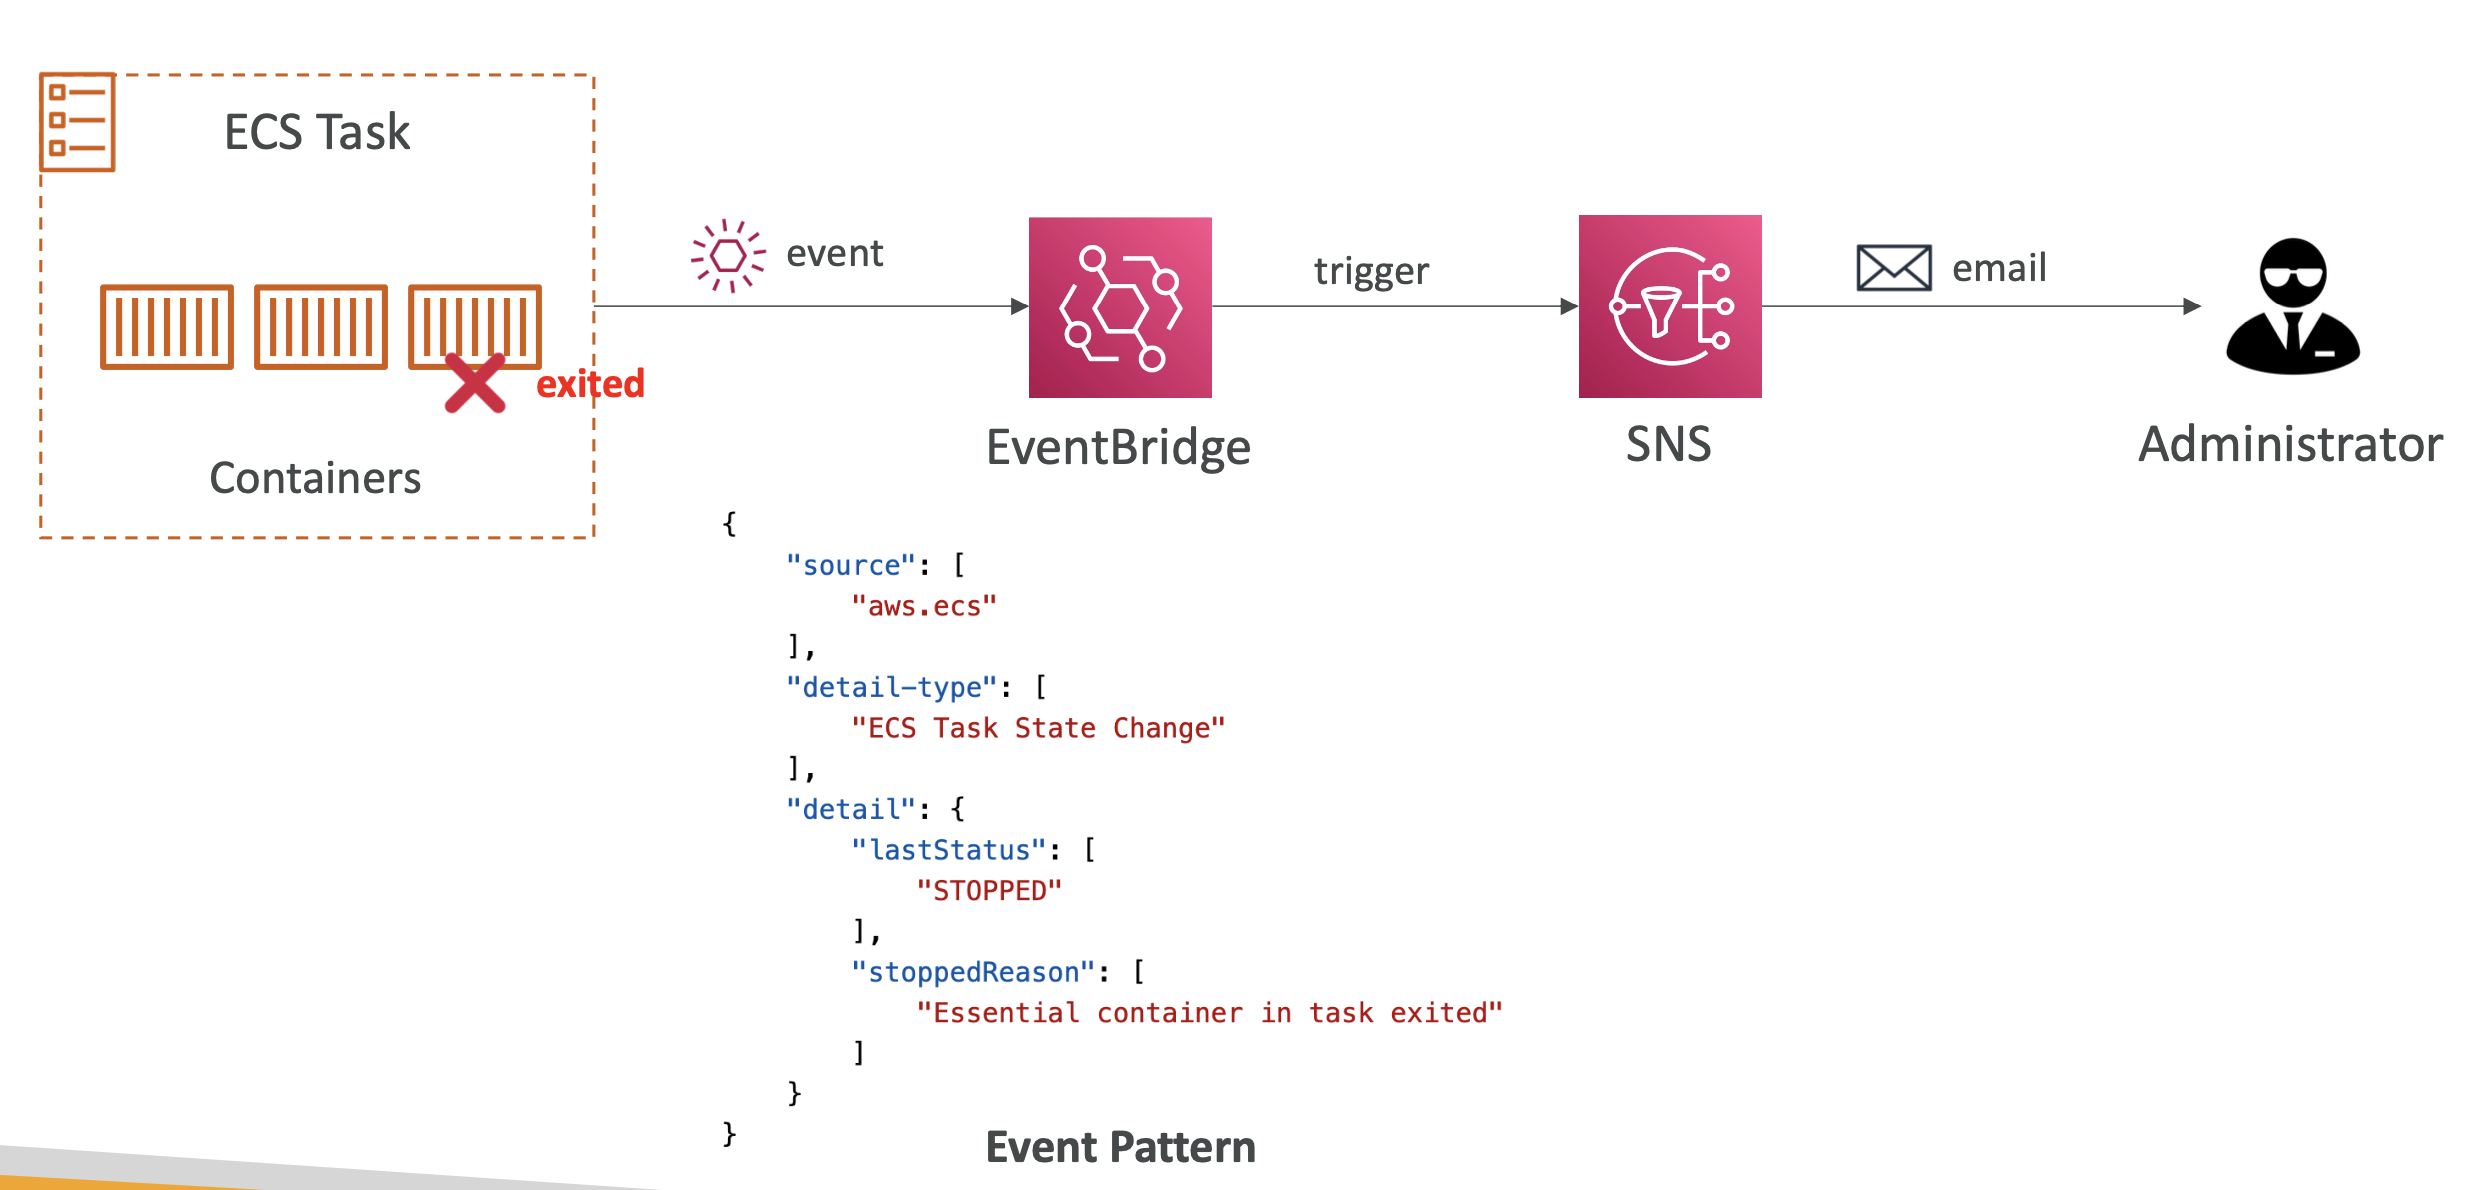 ECS Task
event
trigger
email
exited
Containers
EventBridge
SNS
Administrator
{
    "source": [
        "aws.ecs"
    ],
    "detail-type": [
        "ECS Task State Change"
    ],
    "detail": {
        "lastStatus": [
            "STOPPED"
        ],
        "stoppedReason": [
            "Essential container in task exited"
        ]
    }
}
Event Pattern